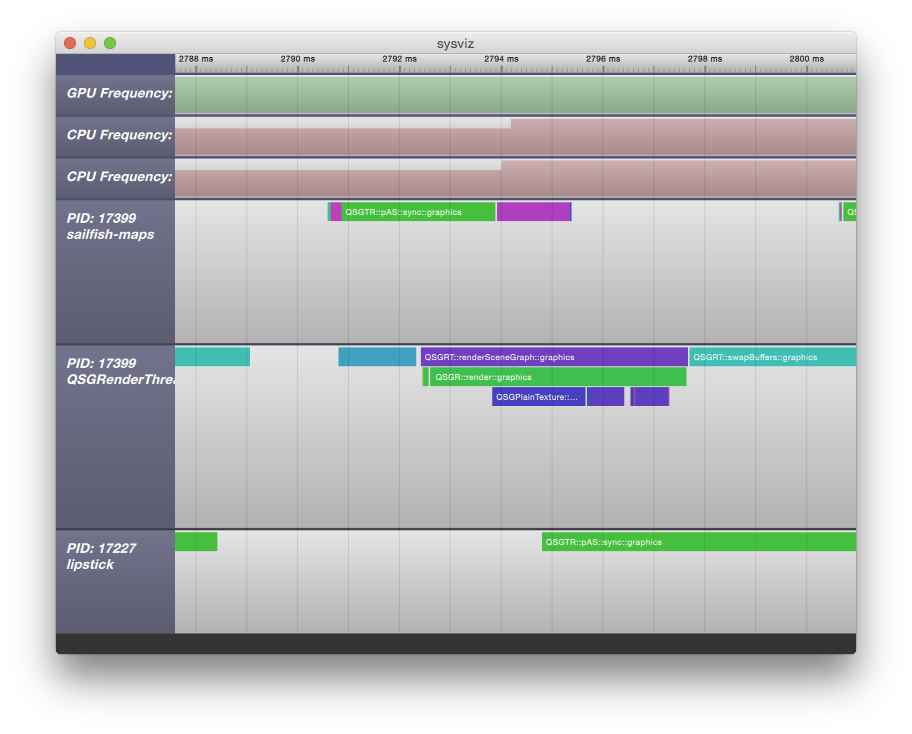 sysviz
2788 ms 2790 ms 2792 ms 2794 ms 2796 ms 2798 ms 2800 ms
GPU Frequency:
CPU Frequency:
CPU Frequency:
PID: 17399
sailfish-maps
QSGTR::pAS::sync::graphics
QS
PID: 17399
QSGRenderThrea
QSGRT::renderSceneGraph::graphics
QSGRT::swapBuffers::graphics
QSGR::render::graphics
QSGPlainTexture::...
PID: 17227
lipstick
QSGTR::pAS::sync::graphics